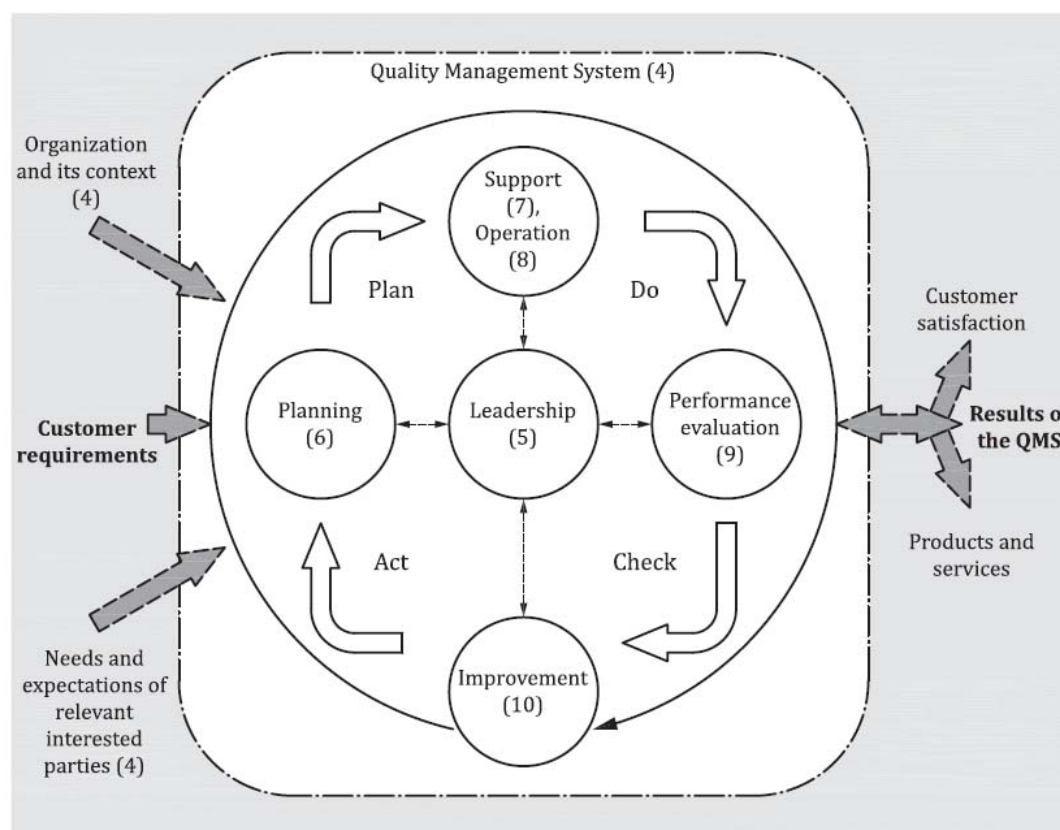 Quality Management System (4)
Organization
and its context
(4)
Support
(7),
Operation
(8)
Plan
Do
Customer
satisfaction
Planning
(6)
Leadership
(5)
Performance
evaluation
(9)
Customer
requirements
Results o
the QMS
Act
Check
Products and
services
Improvement
(10)
Needs and
expectations of
relevant
interested
parties (4)